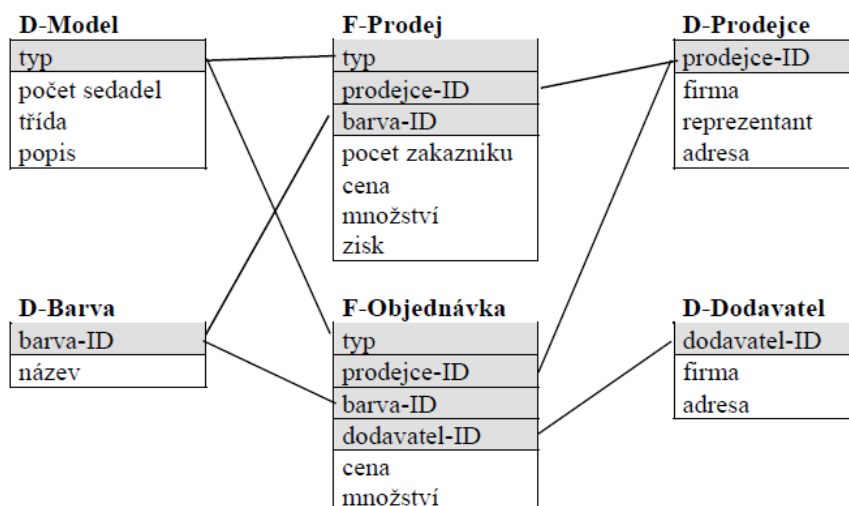 D-Model
typ
počet sedadel
třída
popis
F-Prodej
typ
prodejce-ID
barva-ID
pocet zakazniku
cena
množství
zisk
D-Prodejce
prodejce-ID
firma
reprezentant
adresa
D-Barva
barva-ID
název
F-Objednávka
typ
prodejce-ID
barva-ID
dodavatel-ID
cena
množství
D-Dodavatel
dodavatel-ID
firma
adresa